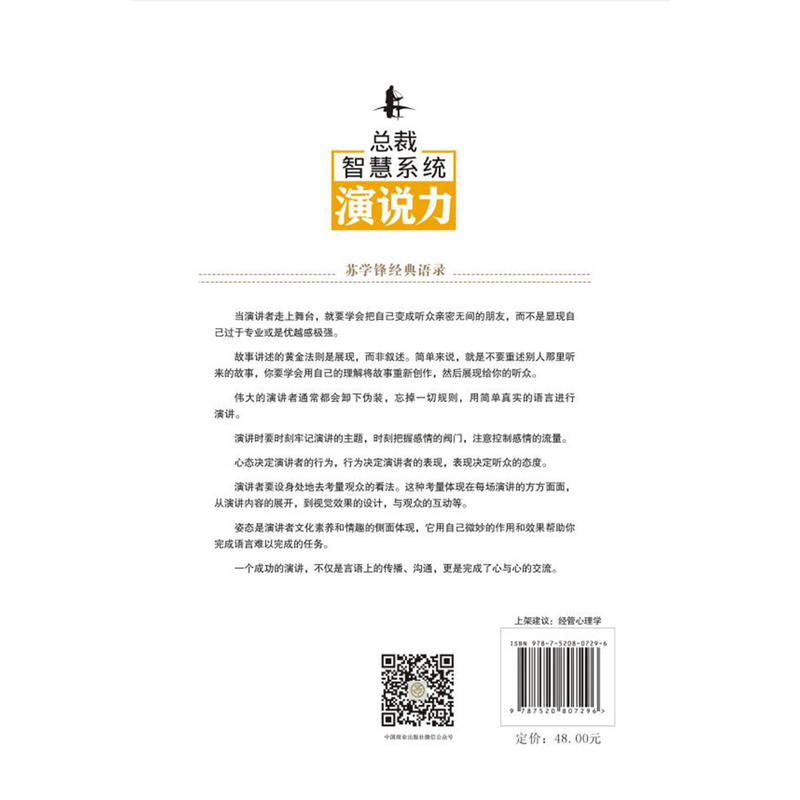 总裁
智慧系统
演说力
苏学锋经典语录
当演讲者走上舞台，就要学会把自己变成听众亲密无间的朋友，而不是显现自
己过于专业或是优越感极强。
故事讲述的黄金法则是展现，而非叙述。简单来说，就是不要重述别人那里听
来的故事，你要学会用自己的理解将故事重新创作，然后展现给你的听众。
伟大的演讲者通常都会卸下伪装，忘掉一切规则，用简单真实的语言进行
演讲。
演讲时要时刻牢记演讲的主题，时刻把握感情的阀门，注意控制感情的流量。
心态决定演讲者的行为，行为决定演讲者的表现，表现决定听众的态度。
演讲者要设身处地去考量观众的看法。这种考量体现在每场演讲的方方面面，
从演讲内容的展开，到视觉效果的设计，与观众的互动等。
姿态是演讲者文化素养和情趣的侧面体现，它用自己微妙的作用和效果帮助你
完成语言难以完成的任务。
一个成功的演讲，不仅是言语上的传播、沟通，更是完成了心与心的交流。
上架建议：经管心理学
ISBN 978-7-5208-0729-6
9 787520 807296 >
定价：48.00元
中国商业出版社微信公众号